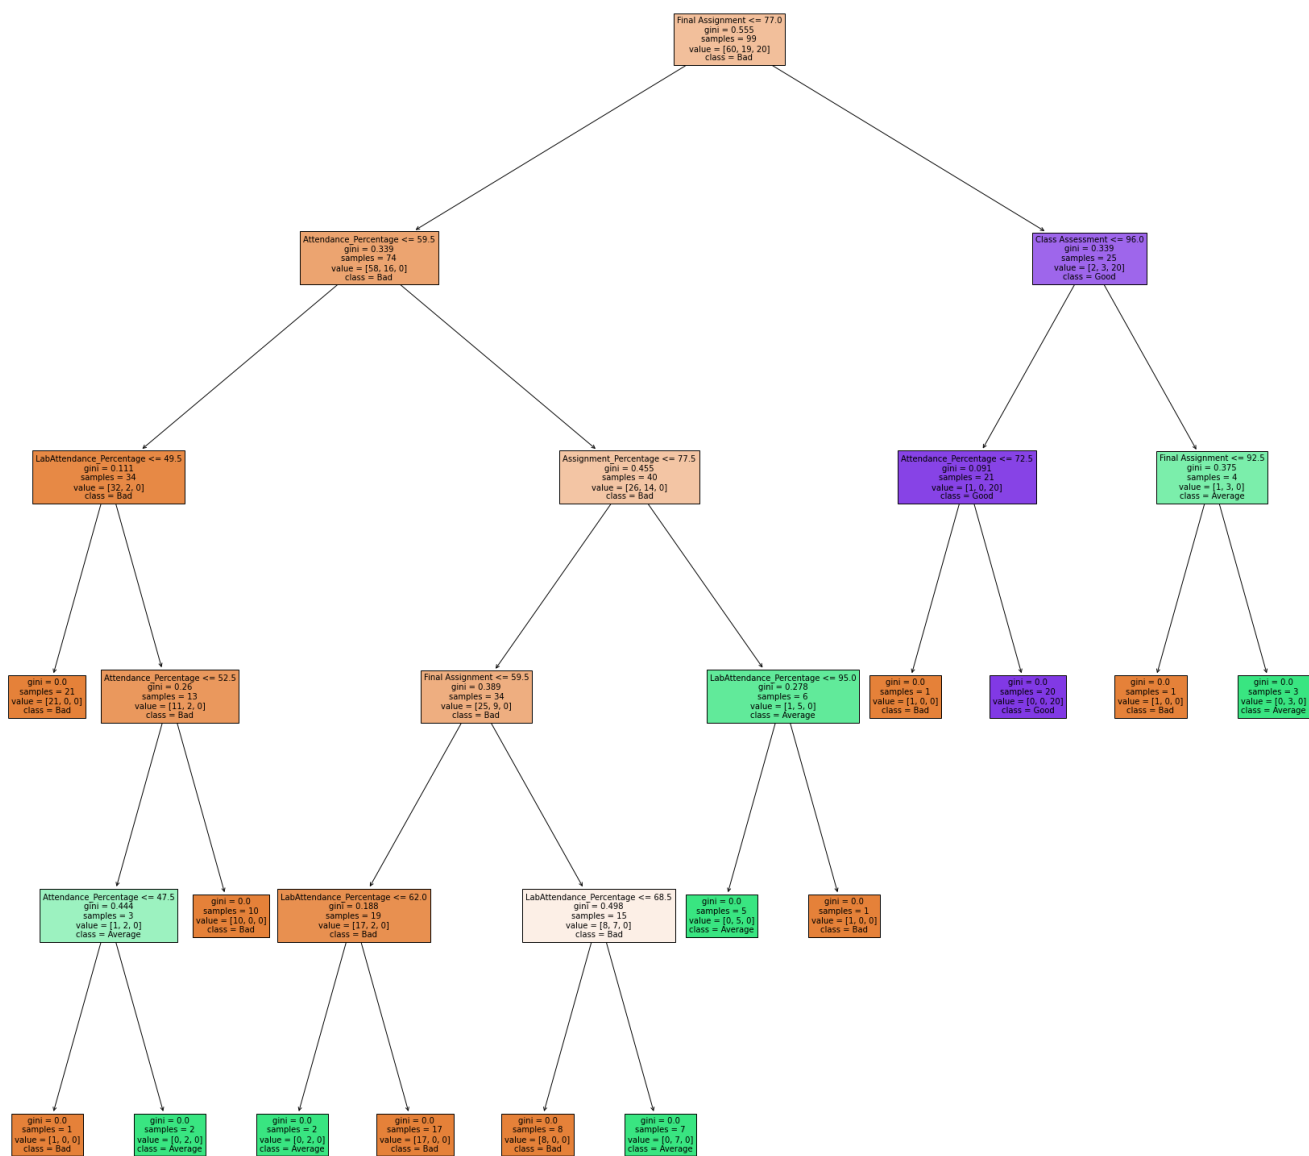 Final Assignment <= 77.0
gini = 0.555
samples = 99
value = [60, 19, 20]
class = Bad
Attendance_Percentage <= 59.5
gini = 0.339
samples = 74
value = [58, 16, 0]
class = Bad
Class Assessment <= 96.0
gini = 0.339
samples = 25
value = [2, 3, 20]
class = Good
LabAttendance_Percentage <= 49.5
gini = 0.111
samples = 34
value = [32, 2, 0]
class = Bad
Assignment_Percentage <= 77.5
gini = 0.455
samples = 40
value = [26, 14, 0]
class = Bad
Attendance_Percentage <= 72.5
gini = 0.091
samples = 21
value = [1, 0, 20]
class = Good
Final Assignment <= 92.5
gini = 0.375
samples = 4
value = [1, 3, 0]
class = Average
gini = 0.0
samples = 21
value = [21, 0, 0]
class = Bad
Attendance_Percentage <= 52.5
gini = 0.26
samples = 13
value = [11, 2, 0]
class = Bad
Final Assignment <= 59.5
gini = 0.389
samples = 34
value = [25, 9, 0]
class = Bad
LabAttendance_Percentage <= 95.0
gini = 0.278
samples = 6
value = [1, 5, 0]
class = Average
gini = 0.0
samples = 1
value = [1, 0, 0]
class = Bad
gini = 0.0
samples = 20
value = [0, 0, 20]
class = Good
gini = 0.0
samples = 1
value = [1, 0, 0]
class = Bad
gini = 0.0
samples = 3
value = [0, 3, 0]
class = Average
Attendance_Percentage <= 47.5
gini = 0.444
samples = 3
value = [1, 2, 0]
class = Average
gini = 0.0
samples = 10
value = [10, 0, 0]
class = Bad
LabAttendance_Percentage <= 62.0
gini = 0.188
samples = 19
value = [17, 2, 0]
class = Bad
LabAttendance_Percentage <= 68.5
gini = 0.498
samples = 15
value = [8, 7, 0]
class = Bad
gini = 0.0
samples = 5
value = [0, 5, 0]
class = Average
gini = 0.0
samples = 1
value = [1, 0, 0]
class = Bad
gini = 0.0
samples = 1
value = [1, 0, 0]
class = Bad
gini = 0.0
samples = 2
value = [0, 2, 0]
class = Average
gini = 0.0
samples = 2
value = [0, 2, 0]
class = Average
gini = 0.0
samples = 17
value = [17, 0, 0]
class = Bad
gini = 0.0
samples = 8
value = [8, 0, 0]
class = Bad
gini = 0.0
samples = 7
value = [0, 7, 0]
class = Average